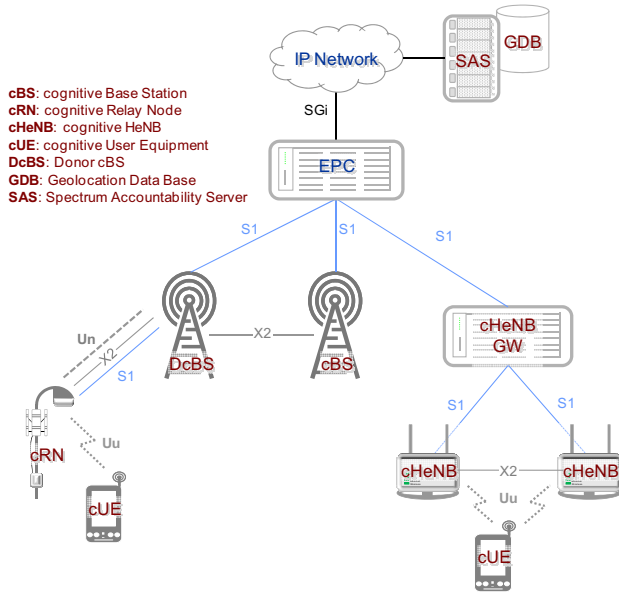 GDB
IP Network
SAS
SGi
cBS: cognitive Base Station
cRN: cognitive Relay Node
cHeNB: cognitive HeNB
cUE: cognitive User Equipment
DcBS: Donor cBS
GDB: Geolocation Data Base
SAS: Spectrum Accountability Server
EPC
S1
S1
S1
Un
X2
S1
DcBS
X2
cBS
cHeNB
GW
S1
S1
cRN
Uu
cUE
cHeNB
X2
cHeNB
Uu
cUE